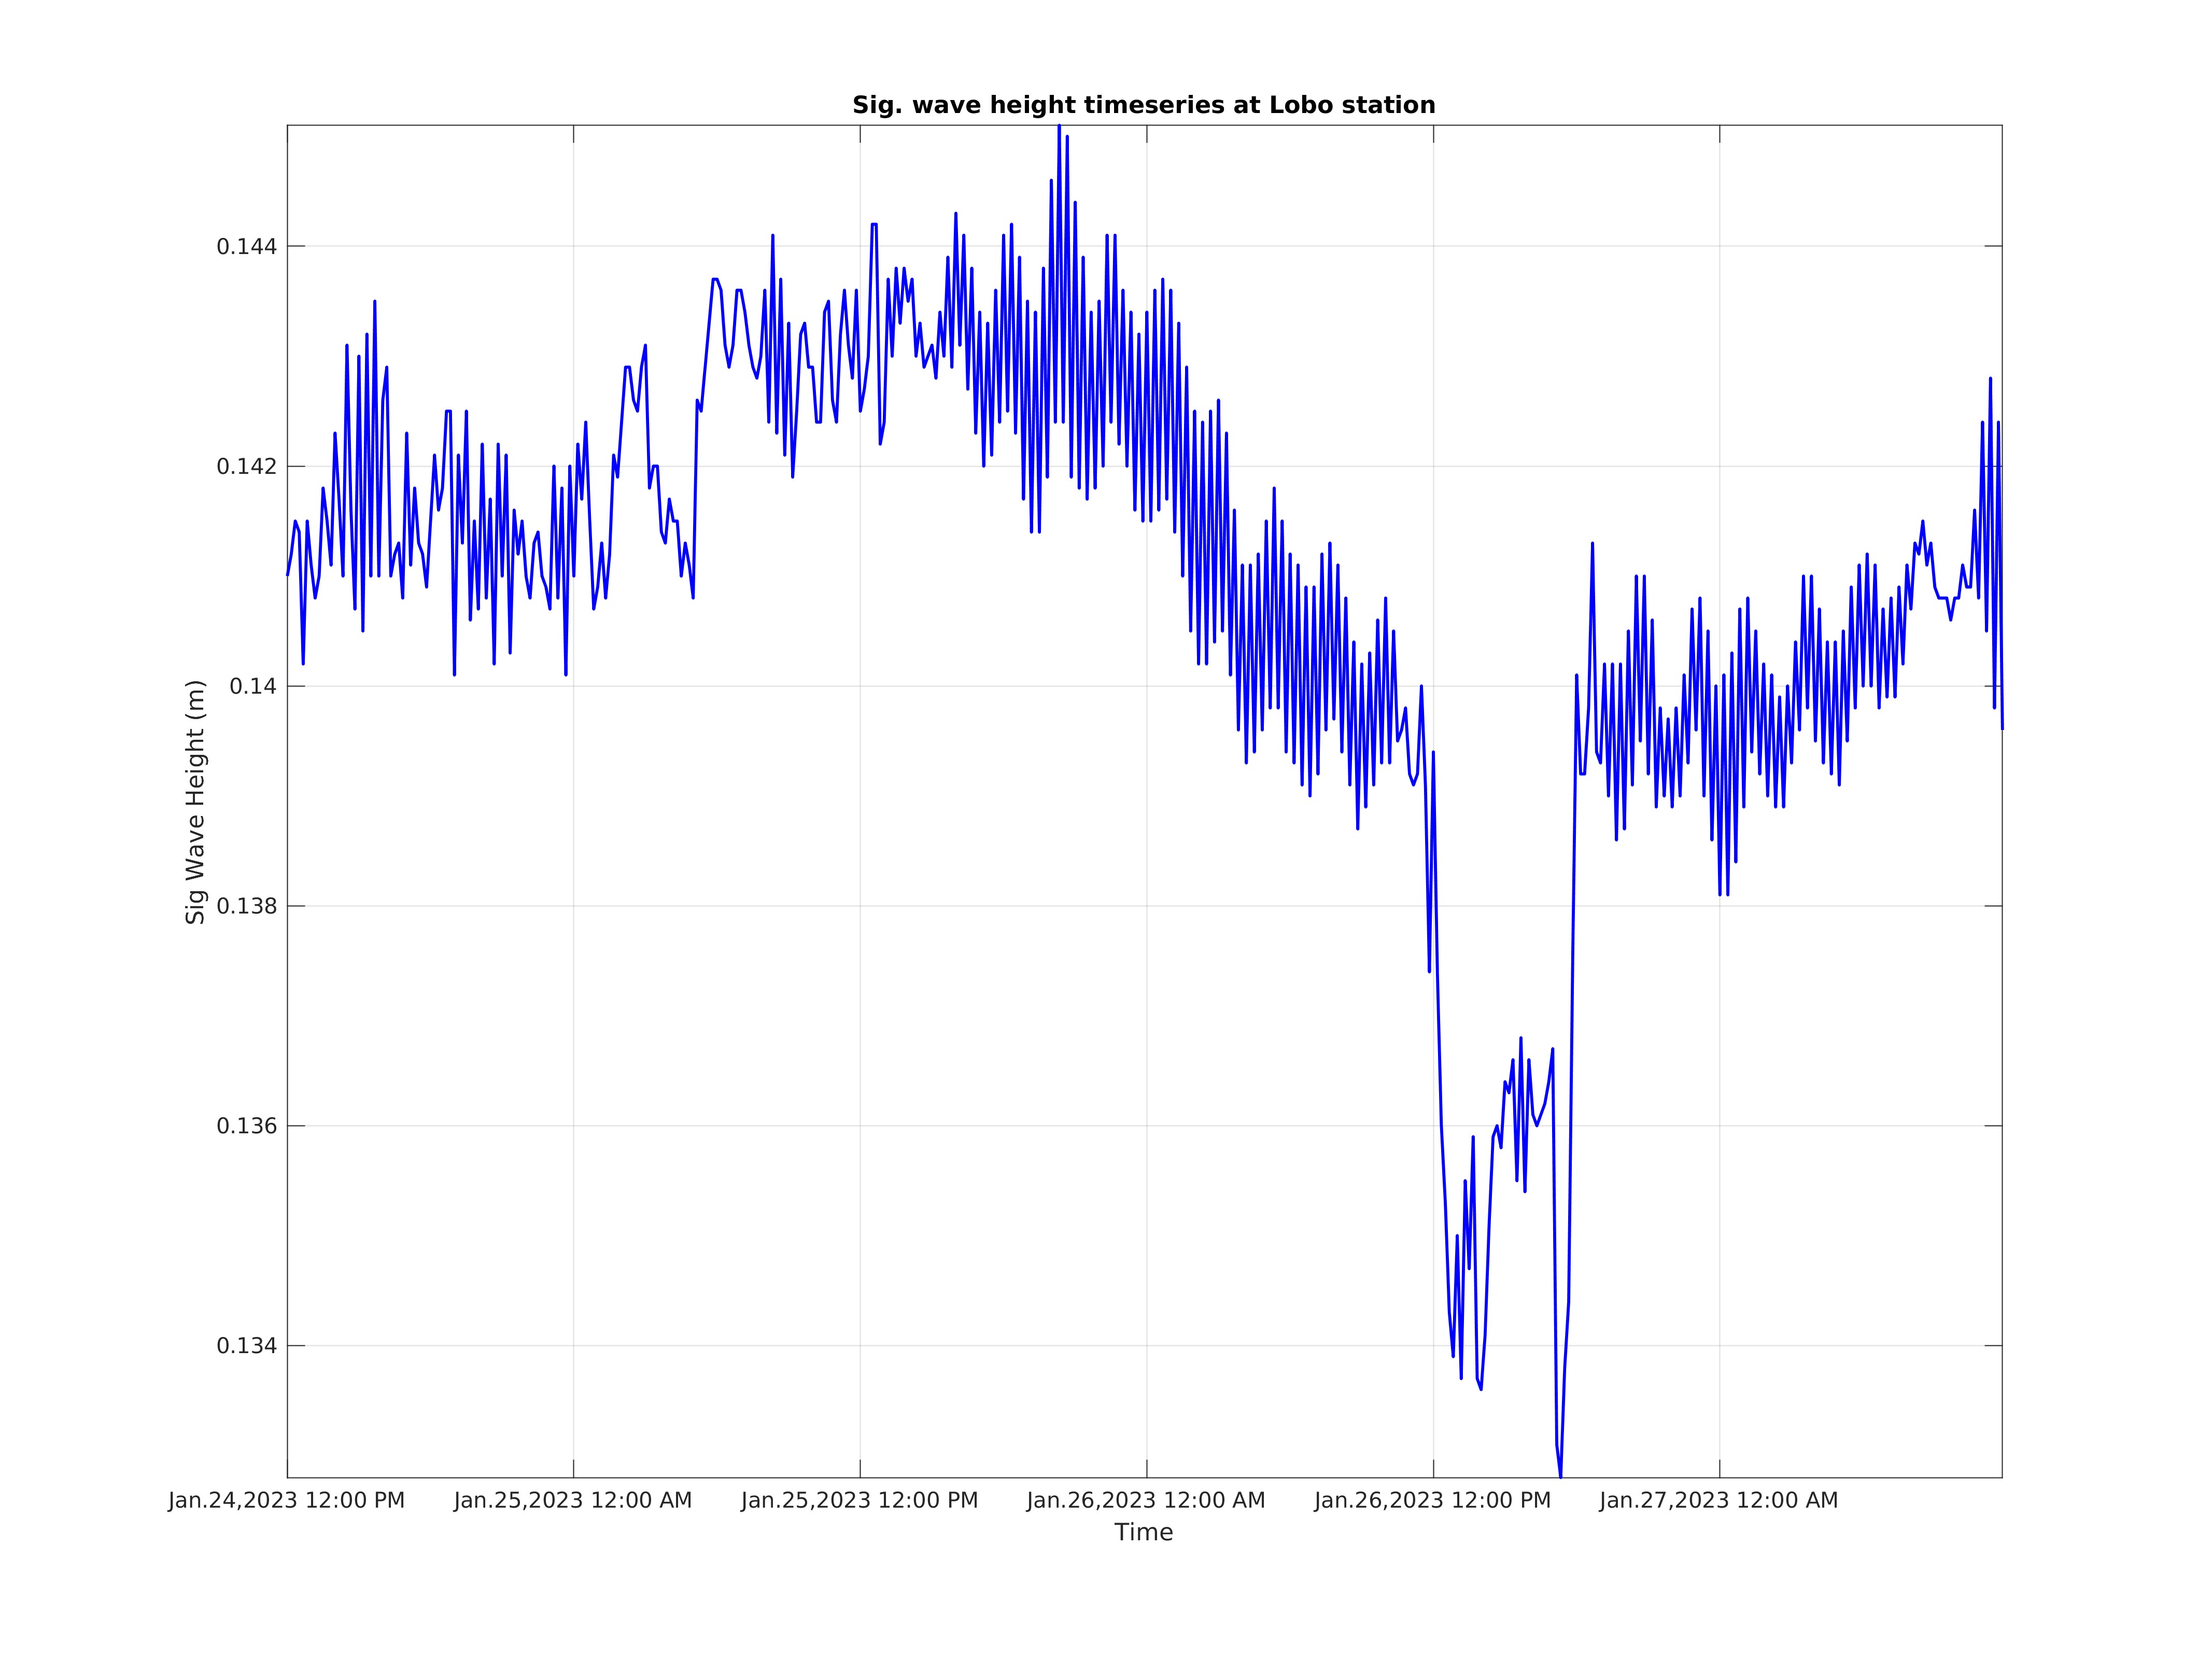 Sig. wave height timeseries at Lobo station
0.144
0.142
0.14
0.138
0.136
0.134
Sig Wave Height (m)
Jan.24,2023 12:00 PM
Jan.25,2023 12:00 AM
Jan.25,2023 12:00 PM
Jan.26,2023 12:00 AM
Jan.26,2023 12:00 PM
Jan.27,2023 12:00 AM
Time